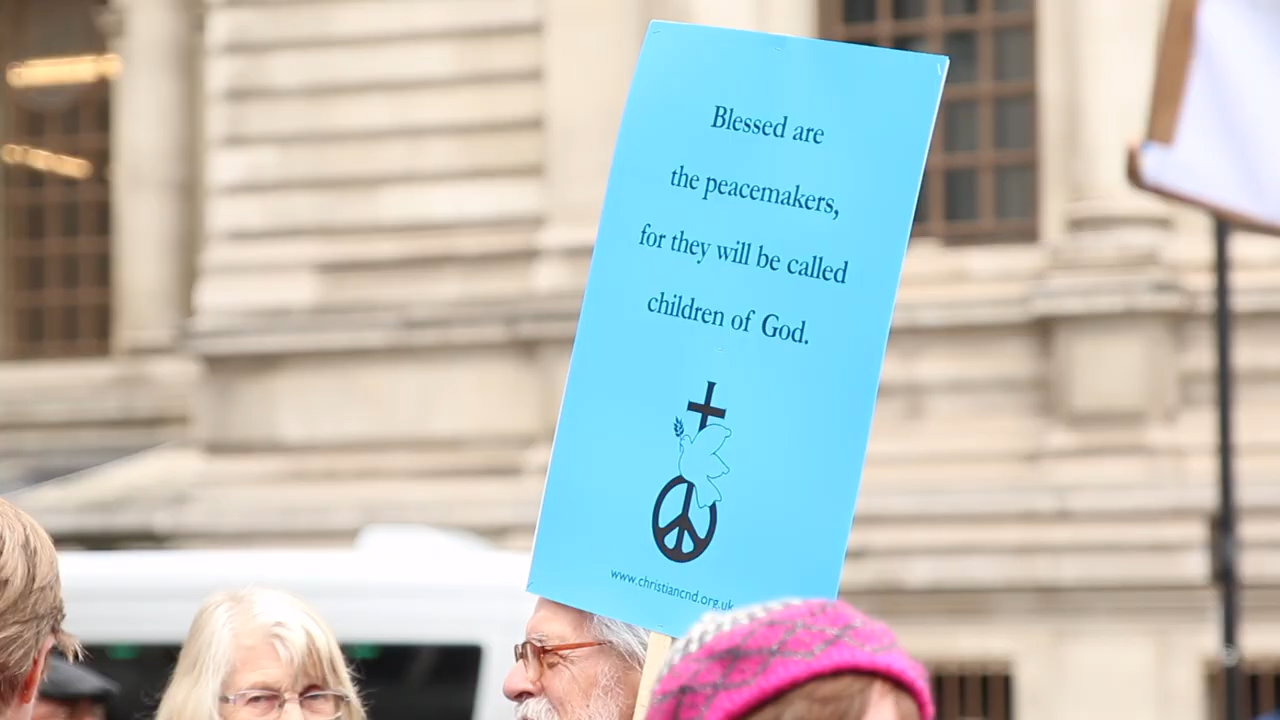 Blessed are
the peacemakers,
for they will be called
children of God.
www.christiancnd.org.uk